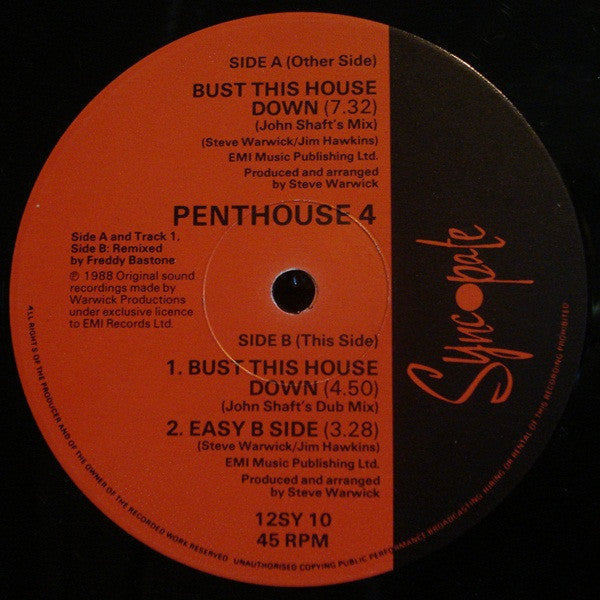 SIDE A (Other Side)
BUST THIS HOUSE
DOWN (7.32)
(John Shaft's Mix)
(Steve Warwick/Jim Hawkins)
EMI Music Publishing Ltd.
Produced and arranged
by Steve Warwick
PENTHOUSE 4
Side A and Track 1,
Side B: Remixed
by Freddy Bastone
℗ 1988 Original sound
recordings made by
Warwick Productions
under exclusive licence
to EMI Records Ltd.
SIDE B (This Side)
1. BUST THIS HOUSE
DOWN (4.50)
(John Shaft's Dub Mix)
2. EASY B SIDE (3.28)
(Steve Warwick/Jim Hawkins)
EMI Music Publishing Ltd.
Produced and arranged
by Steve Warwick
12SY 10
45 RPM
Syncopate
ALL RIGHTS OF THE PRODUCER AND OF THE OWNER OF THE RECORDED WORK RESERVED UNAUTHORISED COPYING PUBLIC PERFORMANCE BROADCASTING HIRING OR RENTAL OF THIS RECORDING PROHIBITED